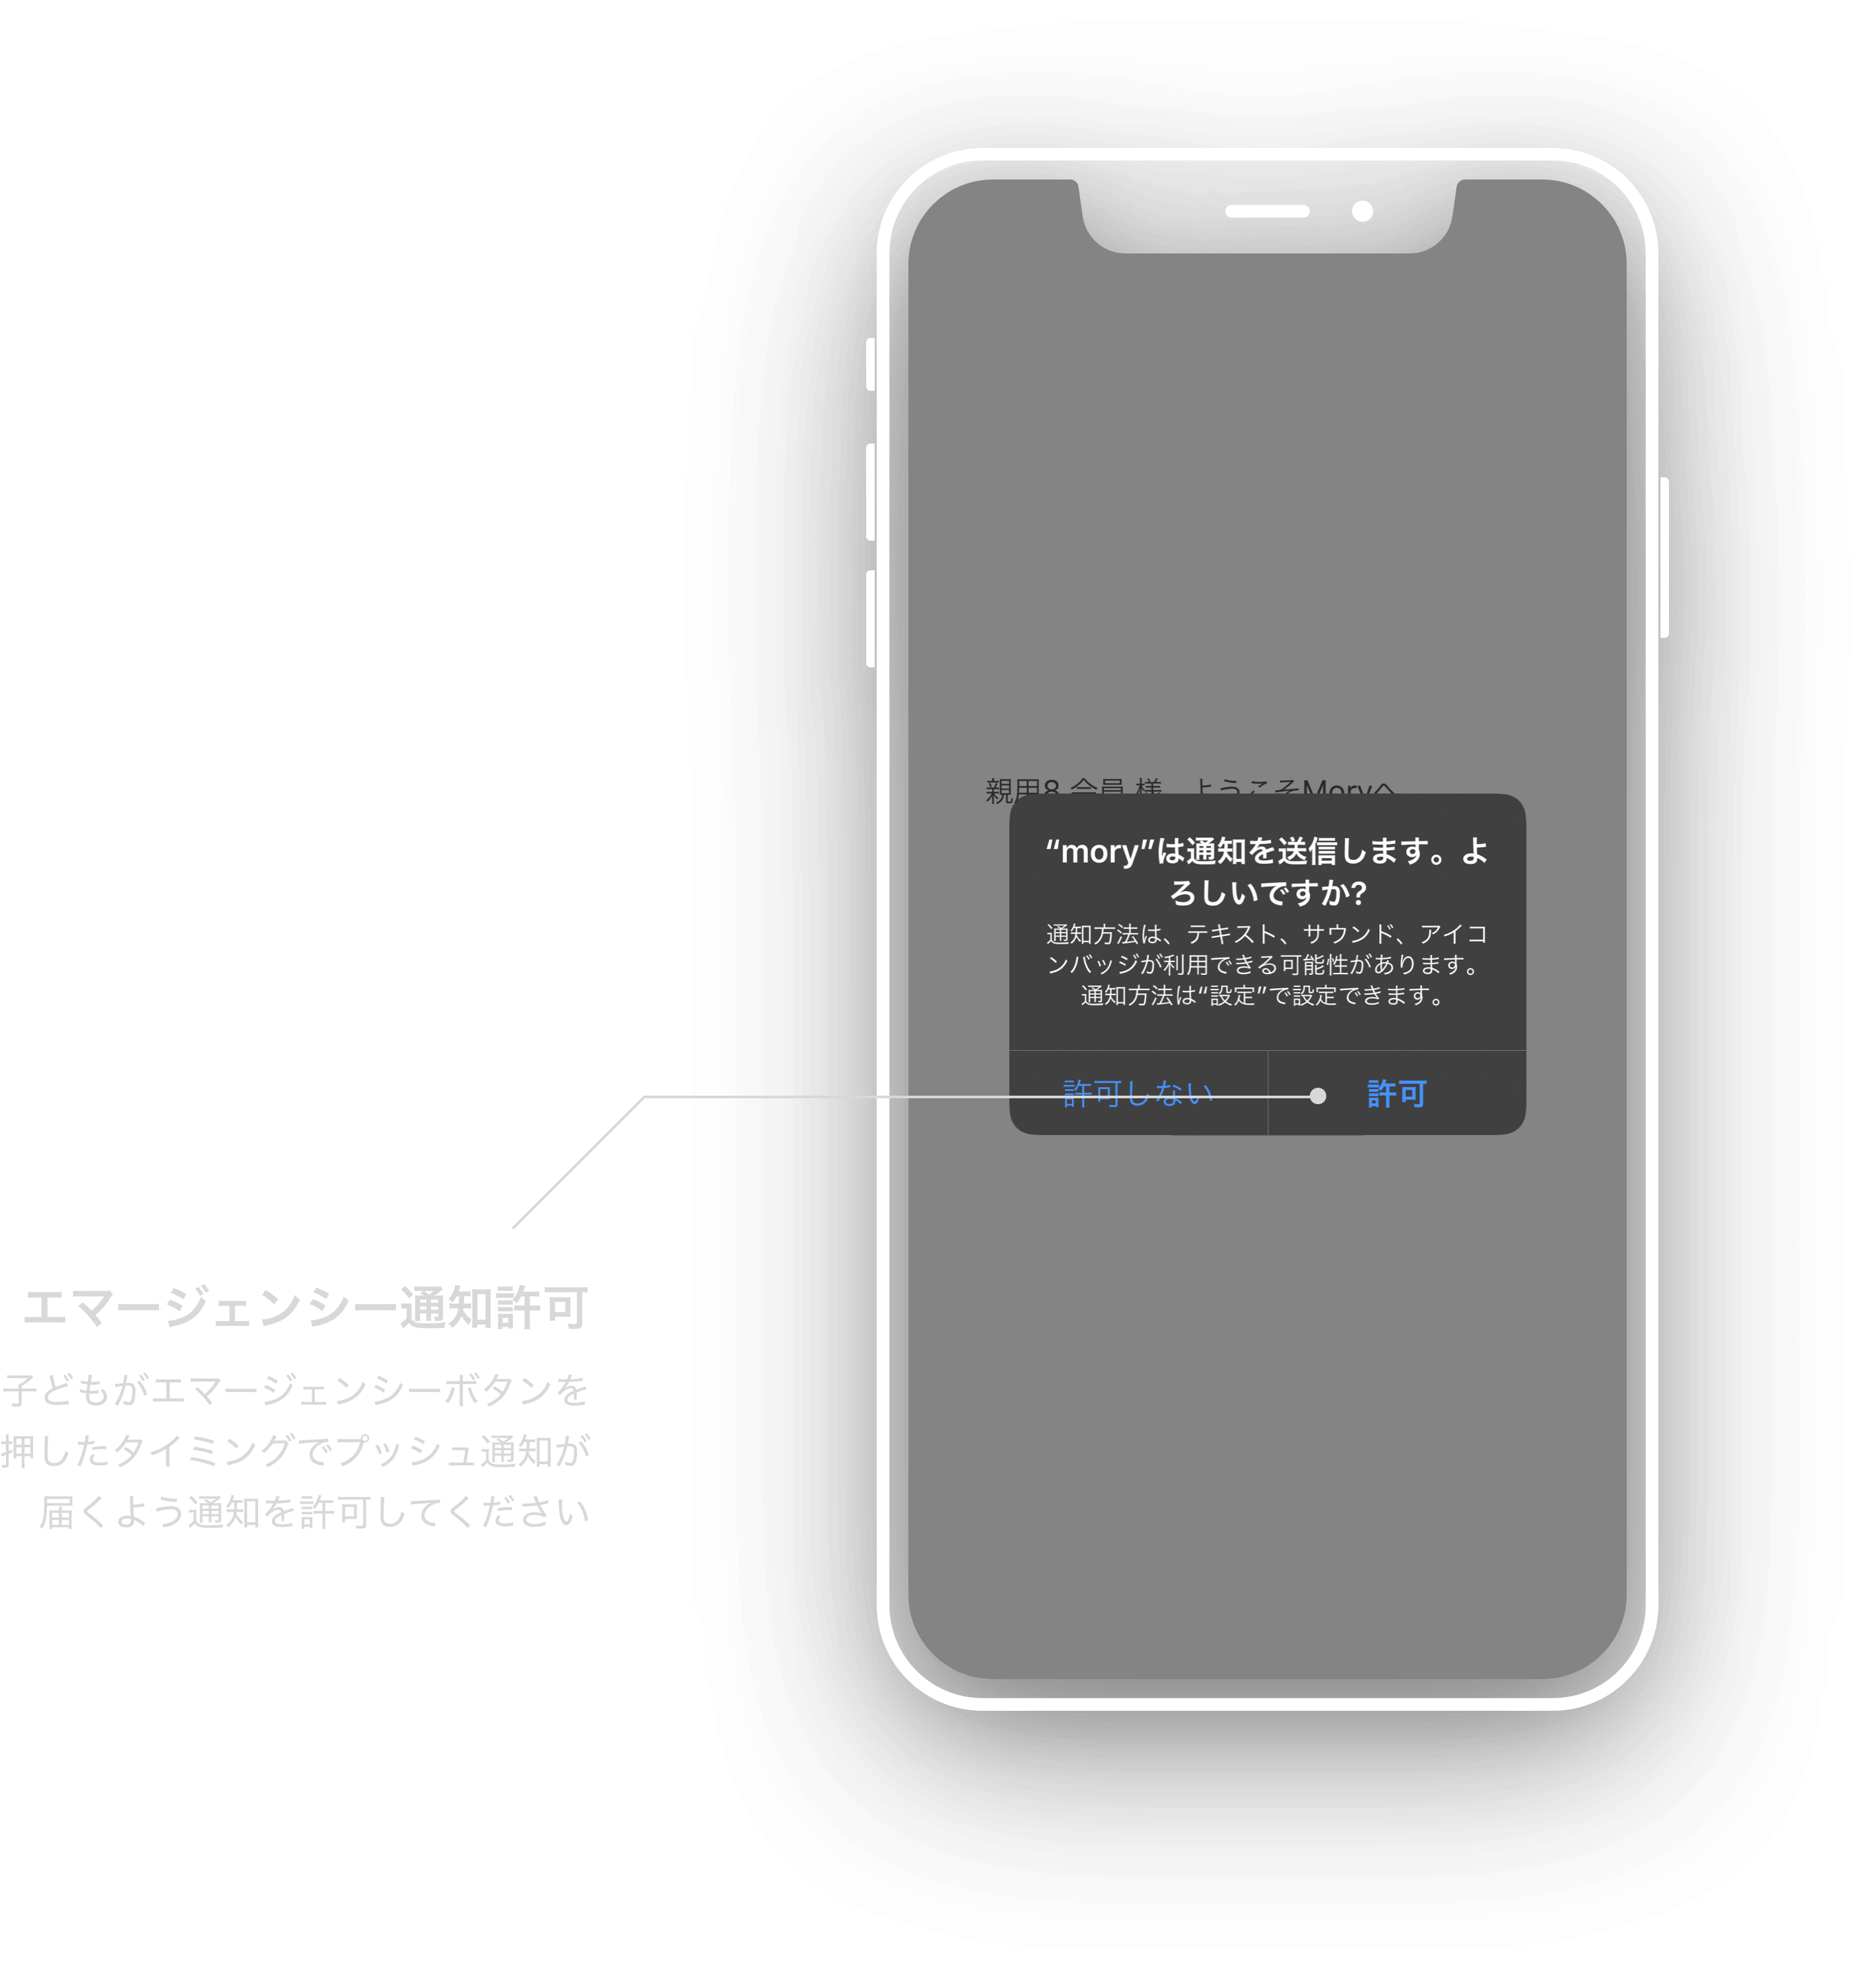 親用8 会員 様、ようこそMoryへ
“mory”は通知を送信します。よ
ろしいですか?
通知方法は、テキスト、サウンド、アイコ
ンバッジが利用できる可能性があります。
通知方法は“設定”で設定できます。
許可しない
許可
エマージェンシー通知許可
子どもがエマージェンシーボタンを
押したタイミングでプッシュ通知が
届くよう通知を許可してください